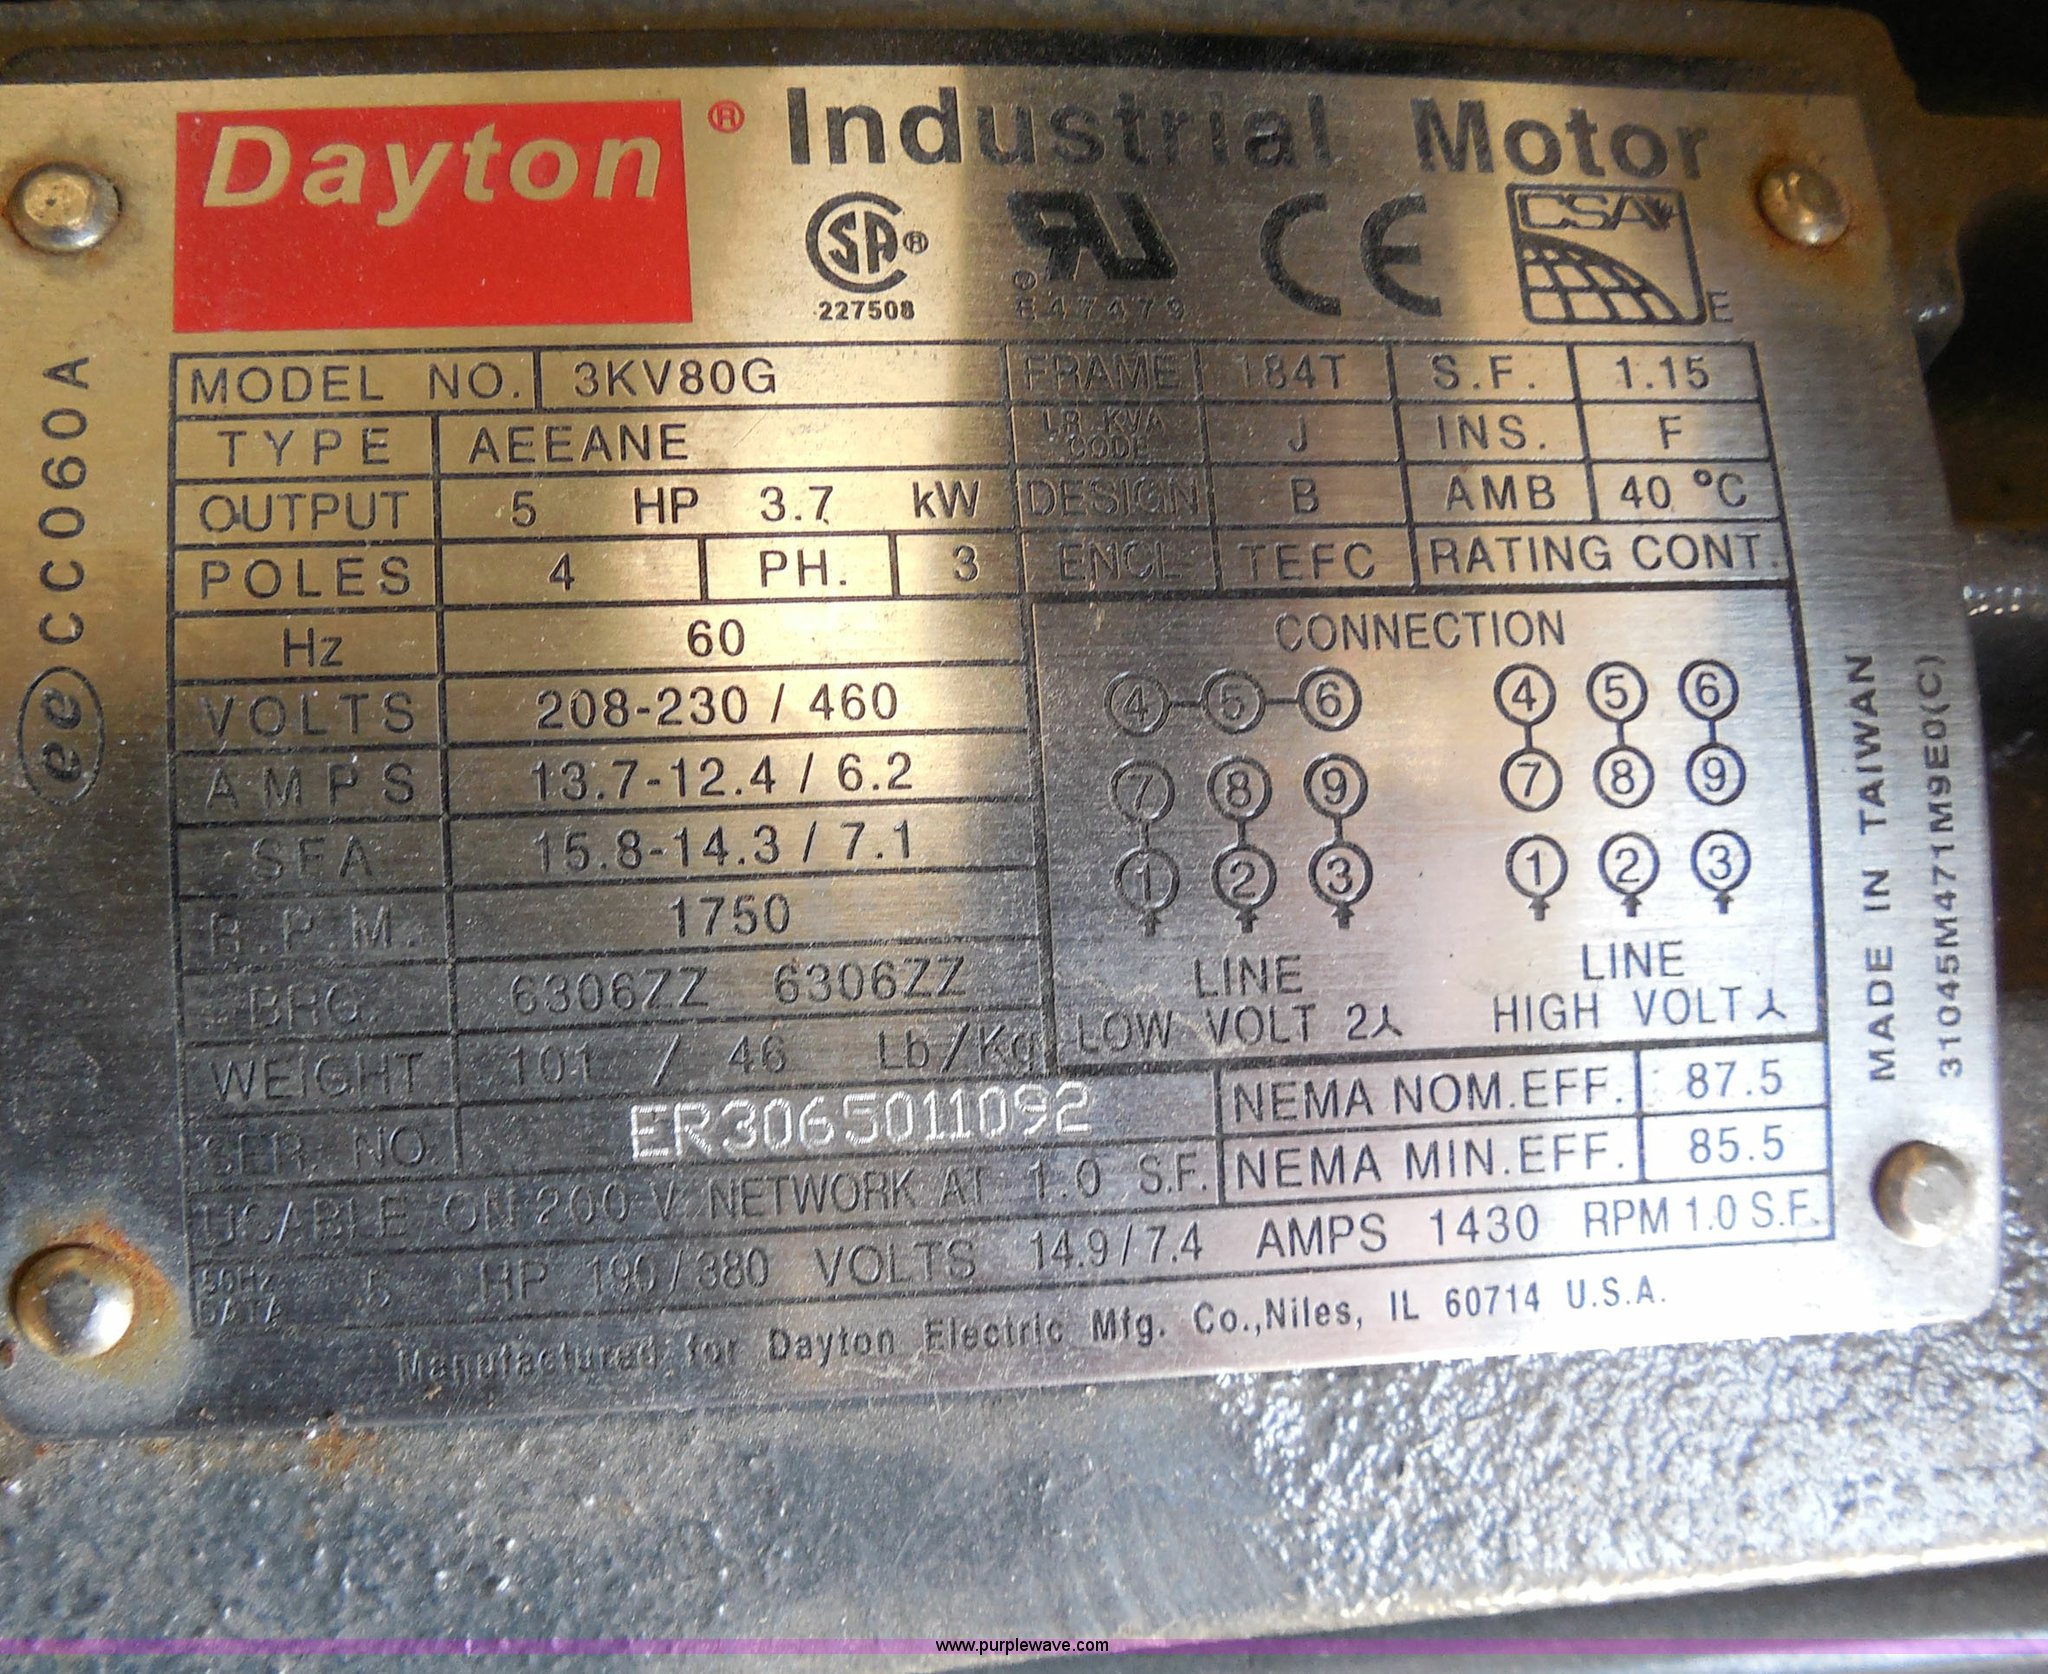 Dayton ® Industrial Motor
SA ® 227508
® E47479
CE
CSA E
MODEL NO. 3KV80G FRAME 184T S.F. 1.15
TYPE AEEANE LR KVA CODE J INS. F
OUTPUT 5 HP 3.7 kW DESIGN B AMB 40 °C
POLES 4 PH. 3 ENCL TEFC RATING CONT.
Hz 60
VOLTS 208-230 / 460
AMPS 13.7-12.4 / 6.2
SFA 15.8-14.3 / 7.1
R.P.M. 1750
BRG. 6306ZZ 6306ZZ
WEIGHT 101 / 46 Lb/Kg
SER. NO. ER3065011092
CONNECTION
4 5 6 4 5 6
7 8 9 7 8 9
1 2 3 1 2 3
LINE LINE
LOW VOLT 2⅄ HIGH VOLT ⅄
NEMA NOM.EFF. 87.5
NEMA MIN.EFF. 85.5
USABLE ON 200 V NETWORK AT 1.0 S.F.
50Hz DATA 5 HP 190/380 VOLTS 14.9/7.4 AMPS 1430 RPM 1.0 S.F.
Manufactured for Dayton Electric Mfg. Co.,Niles, IL 60714 U.S.A.
ee CC060A
MADE IN TAIWAN
31045M471M9E0(C)
www.purplewave.com